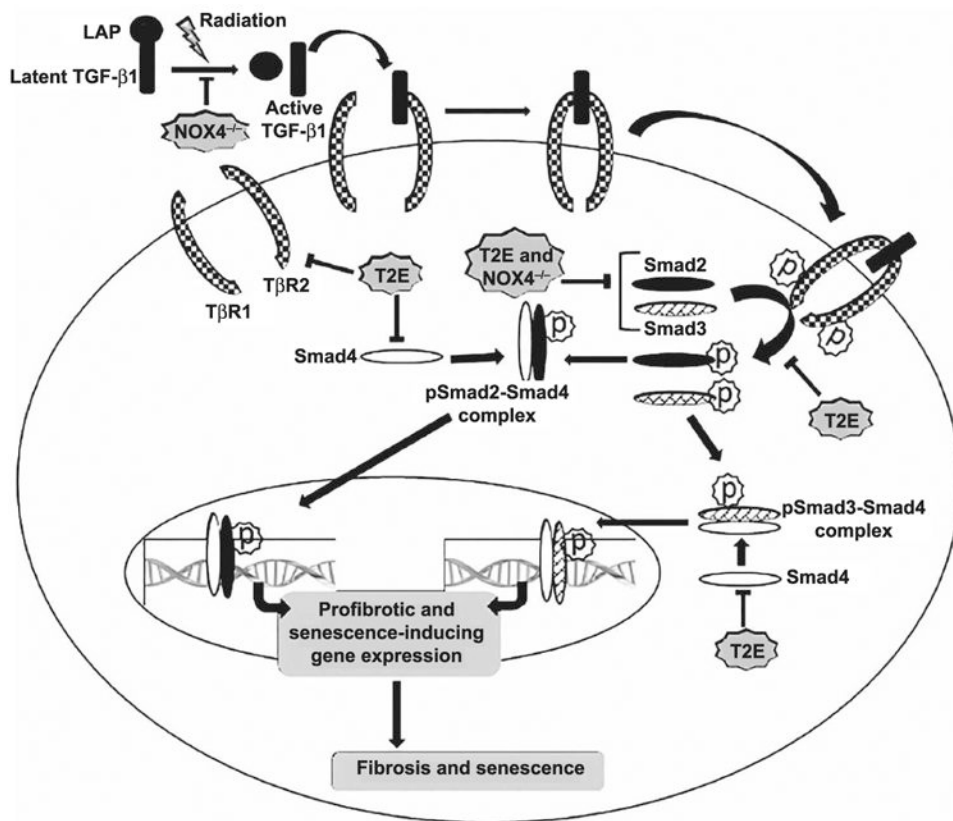 LAP
Radiation
Latent TGF-β1
Active
TGF-β1
NOX4⁻/⁻
TβR1
TβR2
T2E
T2E and
NOX4⁻/⁻
Smad2
Smad3
p
p
Smad4
p
pSmad2-Smad4
complex
p
p
T2E
p
pSmad3-Smad4
complex
Smad4
T2E
p
p
Profibrotic and
senescence-inducing
gene expression
Fibrosis and senescence